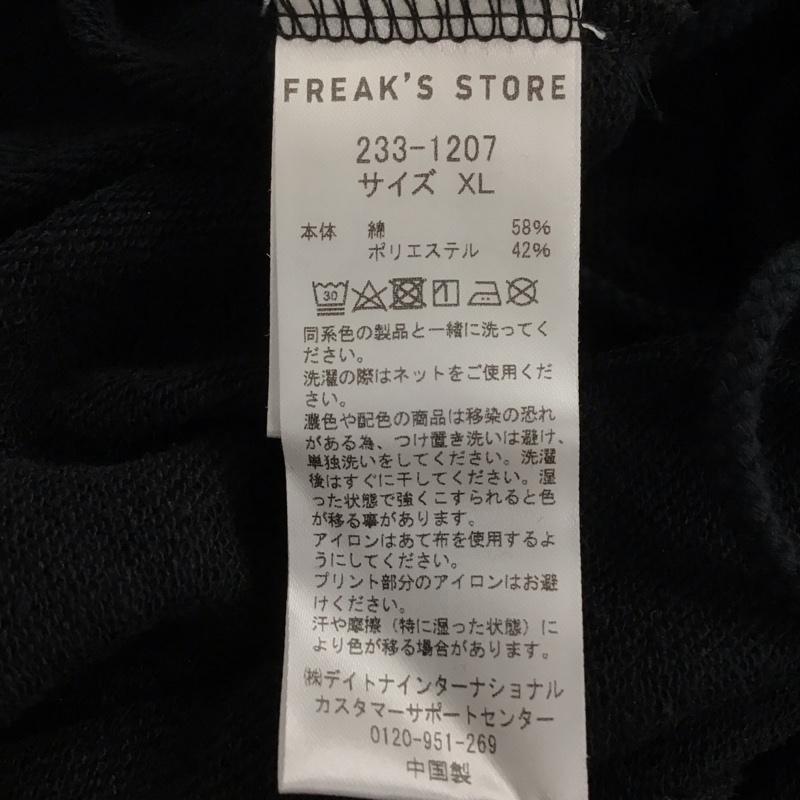 FREAK'S STORE
233-1207
サイズ XL
本体 綿 58%
ポリエステル 42%
30
同系色の製品と一緒に洗ってく
ださい。
洗濯の際はネットをご使用くだ
さい。
濃色や配色の商品は移染の恐れ
がある為、つけ置き洗いは避け、
単独洗いをしてください。洗濯
後はすぐに干してください。湿
った状態で強くこすられると色
が移る事があります。
アイロンはあて布を使用するよ
うにしてください。
プリント部分のアイロンはお避
けください。
汗や摩擦（特に湿った状態）に
より色が移る場合があります。
㈱デイトナインターナショナル
カスタマーサポートセンター
0120-951-269
中国製